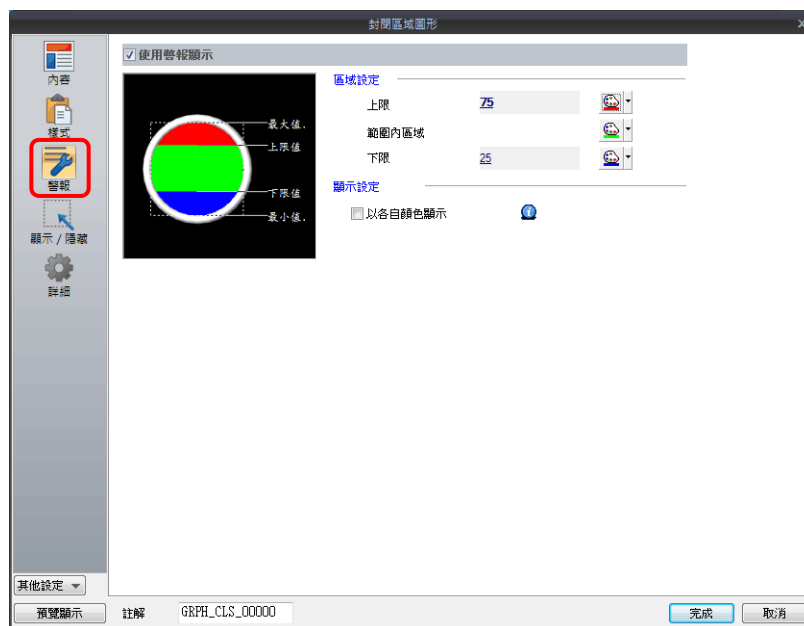 封閉區域圖形
內容
樣式
警報
顯示 / 隱藏
詳細
使用警報顯示
最大值.
上限值
下限值
最小值.
區域設定
上限 75
範圍內區域
下限 25
顯示設定
以各自顏色顯示
其他設定
預覽顯示
註解 GRPH_CLS_00000
完成 取消